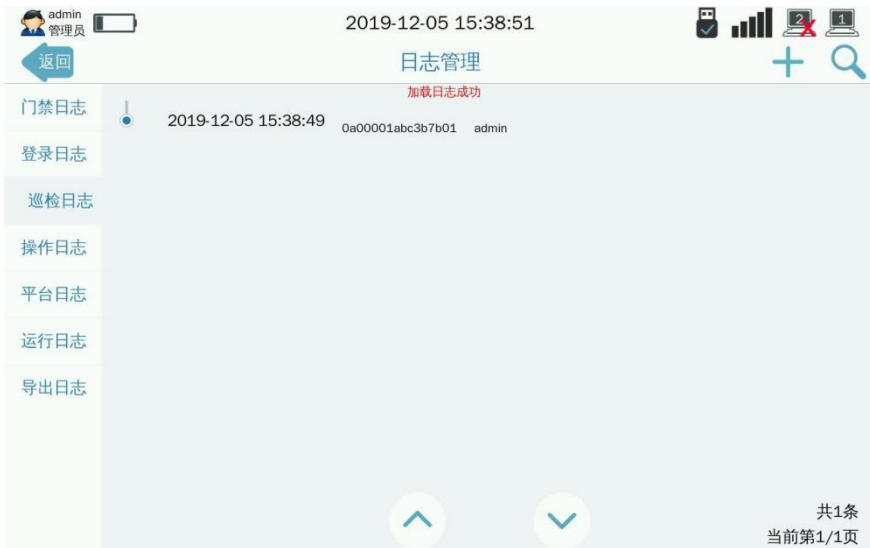 admin
管理员
2019-12-05 15:38:51
2
1
返回
日志管理
加载日志成功
门禁日志
2019-12-05 15:38:49 0a00001abc3b7b01 admin
登录日志
巡检日志
操作日志
平台日志
运行日志
导出日志
共1条
当前第1/1页